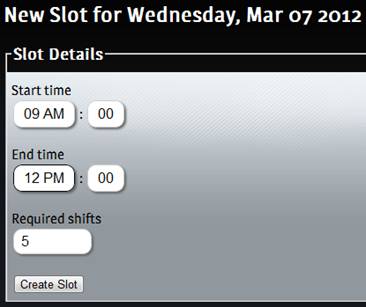 New Slot for Wednesday, Mar 07 2012
Slot Details
Start time
09 AM : 00
End time
12 PM : 00
Required shifts
5
Create Slot